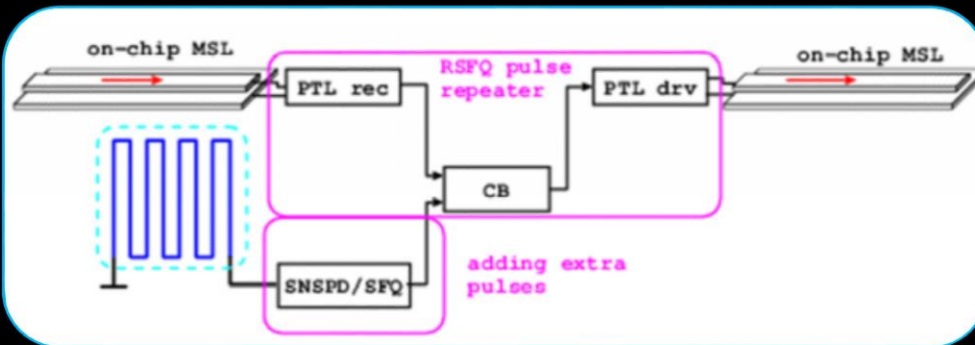 on-chip MSL
on-chip MSL
RSFQ pulse
repeater
PTL rec
PTL drv
CB
adding extra
pulses
SNSPD/SFQ